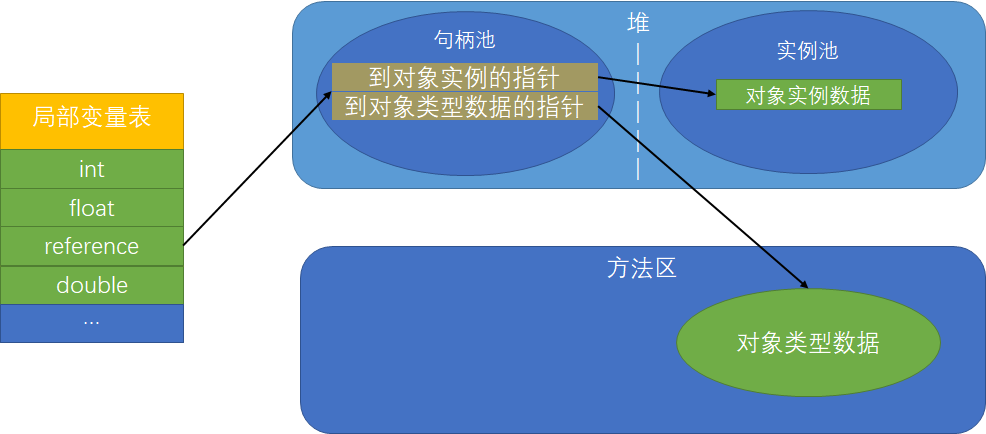 局部变量表
int
float
reference
double
...
堆
句柄池
到对象实例的指针
到对象类型数据的指针
实例池
对象实例数据
方法区
对象类型数据